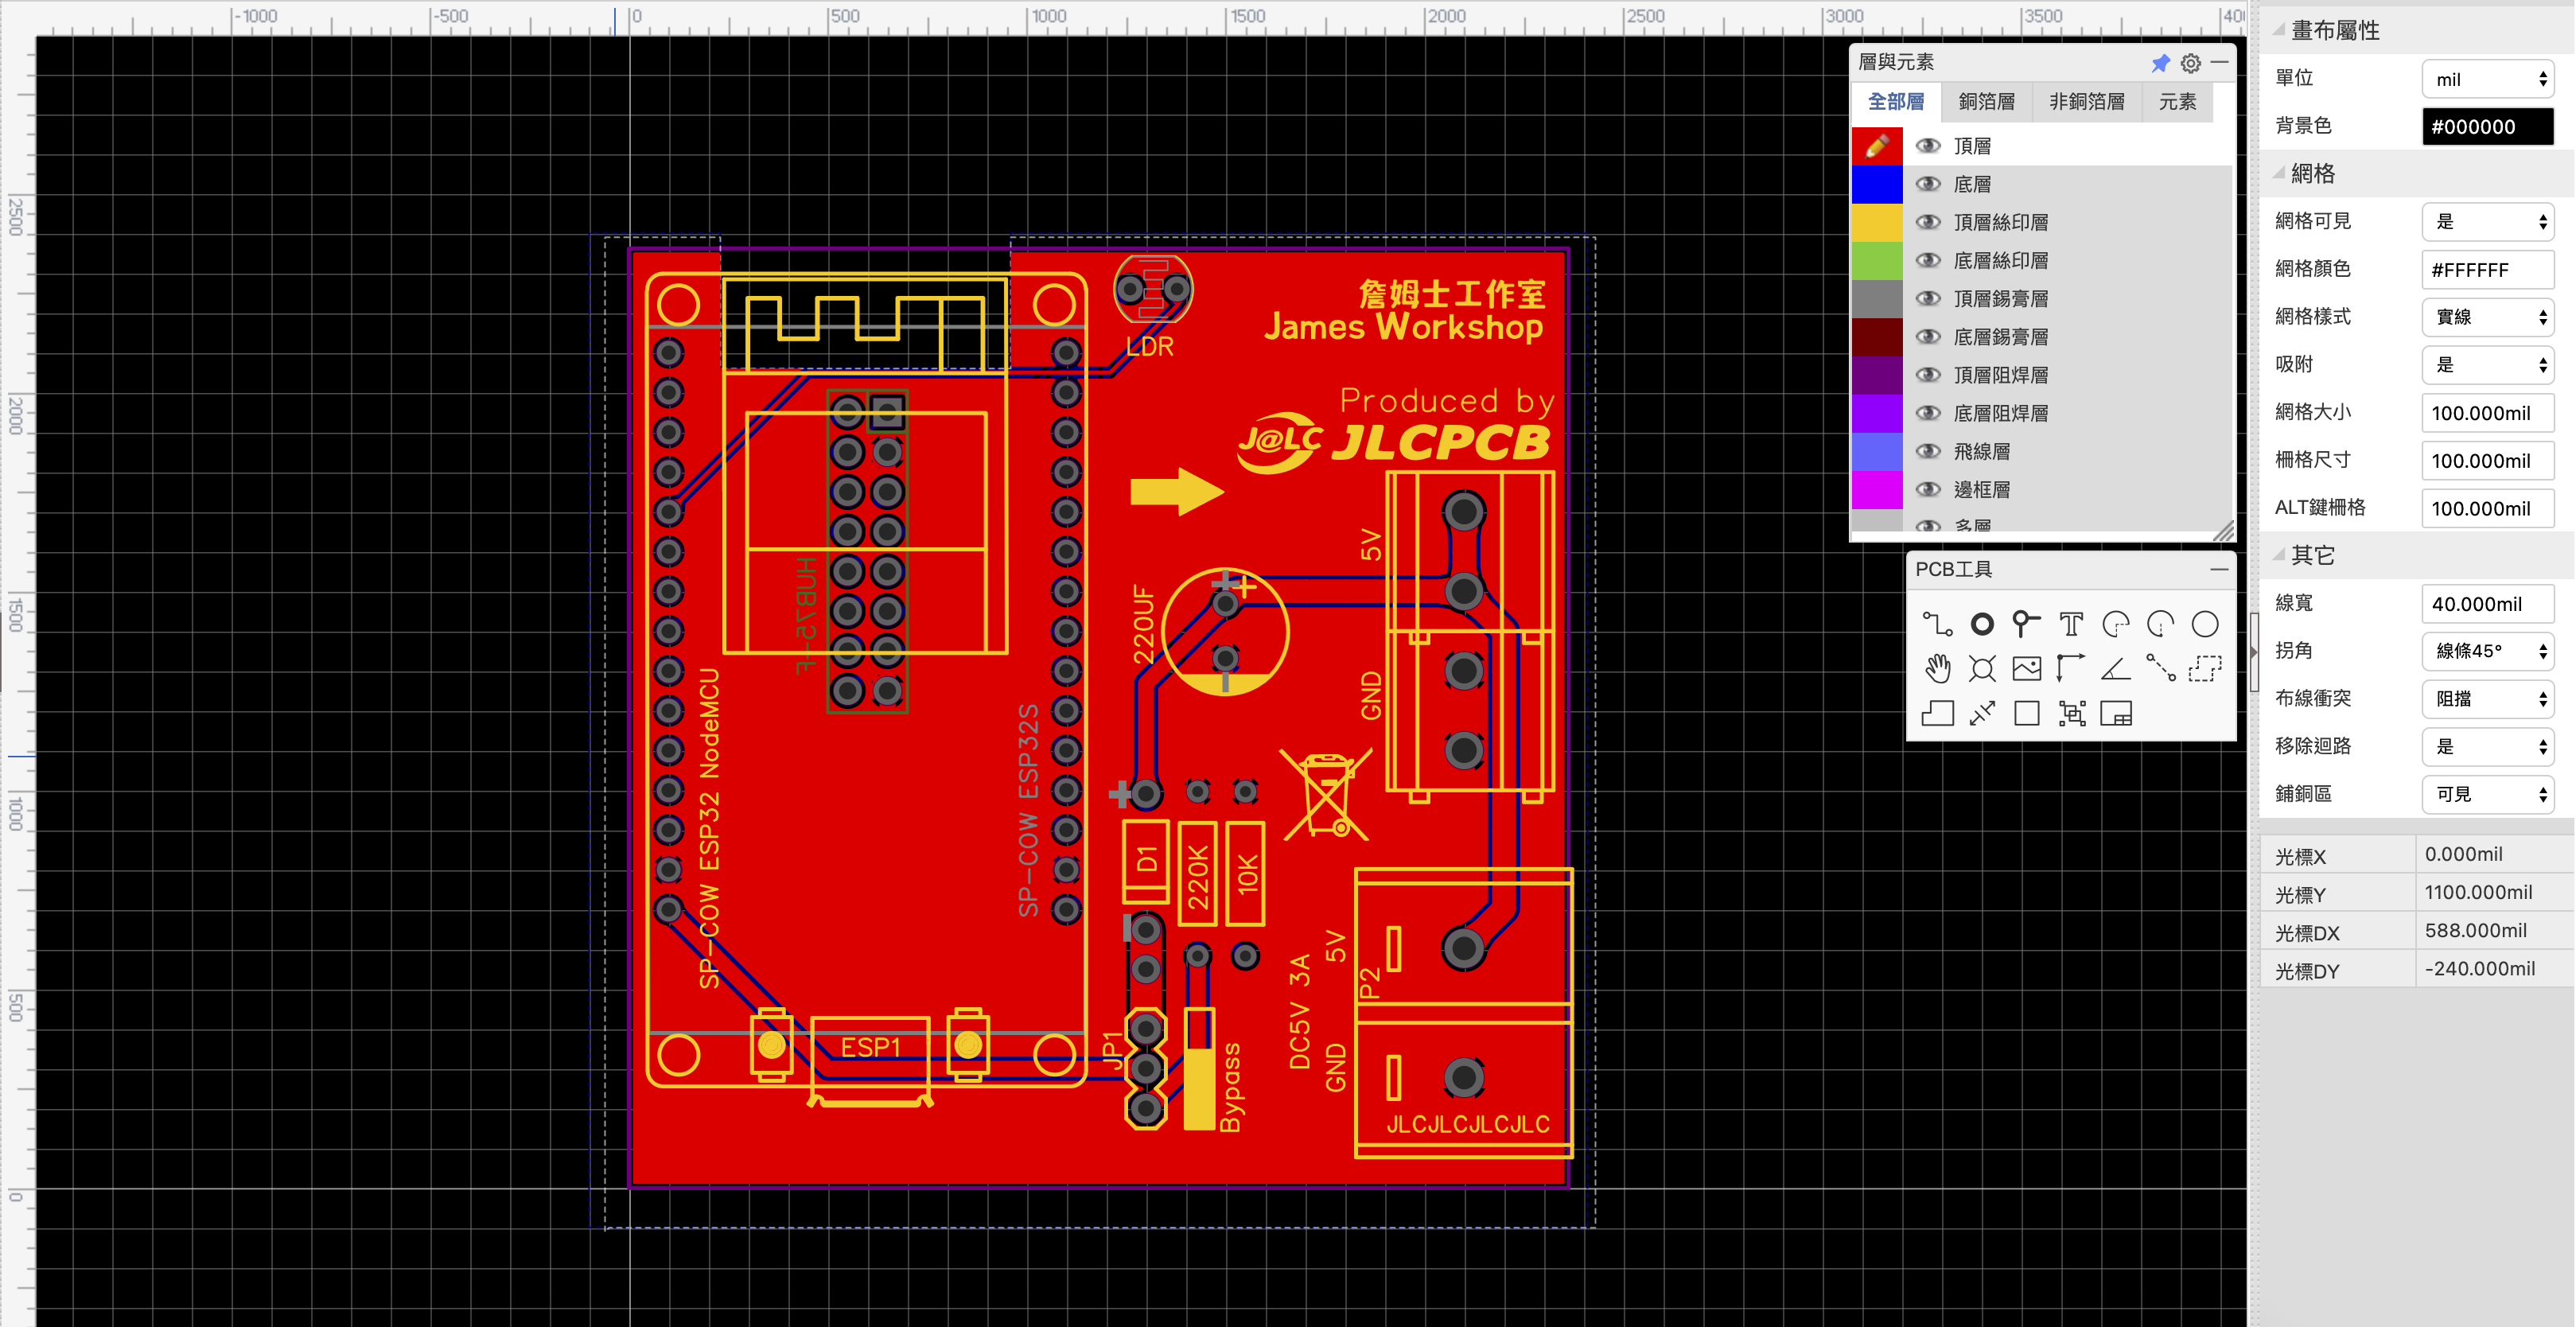 -1000
-500
0
500
1000
1500
2000
2500
3000
3500
2500
2000
1500
1000
500
0
詹姆士工作室
James Workshop
LDR
Produced by
J@LC JLCPCB
5V
HUB75-F
220UF
GND
SP-COW ESP32 NodeMCU
SP-COW ESP32S
D1
220K
10K
5V
P2
DC5V 3A
GND
JP1
ESP1
Bypass
JLCJLCJLCJLC
層與元素
全部層
銅箔層
非銅箔層
元素
頂層
底層
頂層絲印層
底層絲印層
頂層錫膏層
底層錫膏層
頂層阻焊層
底層阻焊層
飛線層
邊框層
多層
PCB工具
畫布屬性
單位 mil
背景色 #000000
網格
網格可見 是
網格顏色 #FFFFFF
網格樣式 實線
吸附 是
網格大小 100.000mil
柵格尺寸 100.000mil
ALT鍵柵格 100.000mil
其它
線寬 40.000mil
拐角 線條45°
布線衝突 阻擋
移除迴路 是
鋪銅區 可見
光標X 0.000mil
光標Y 1100.000mil
光標DX 588.000mil
光標DY -240.000mil